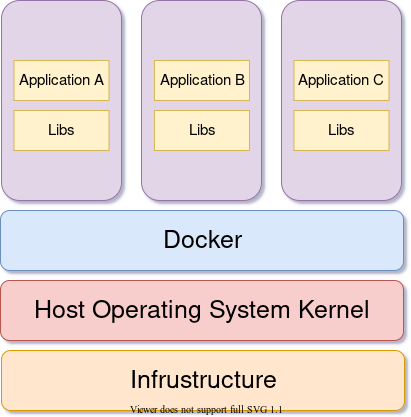 Application A
Application B
Application C
Libs
Libs
Libs
Docker
Host Operating System Kernel
Infrustructure
Viewer does not support full SVG 1.1